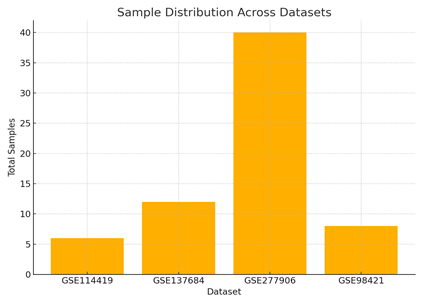 Sample Distribution Across Datasets
Total Samples
40
35
30
25
20
15
10
5
0
GSE114419 GSE137684 GSE277906 GSE98421
Dataset